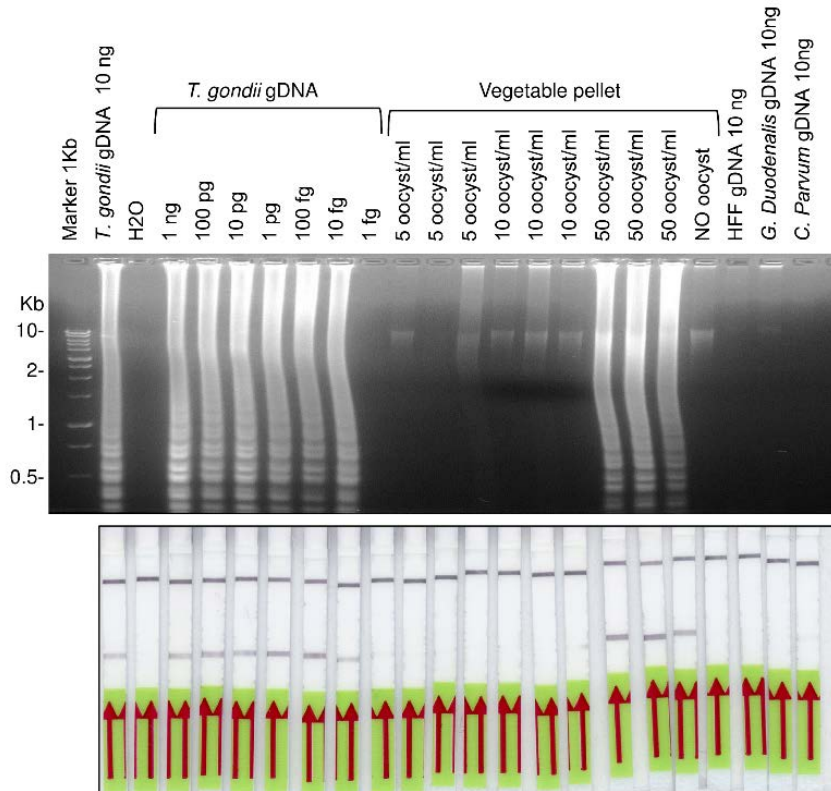 T. gondii gDNA
Vegetable pellet
Marker 1Kb
T. gondii gDNA 10 ng
H2O
1 ng
100 pg
10 pg
1 pg
100 fg
10 fg
1 fg
5 oocyst/ml
5 oocyst/ml
5 oocyst/ml
10 oocyst/ml
10 oocyst/ml
10 oocyst/ml
50 oocyst/ml
50 oocyst/ml
50 oocyst/ml
NO oocyst
HFF gDNA 10 ng
G. Duodenalis gDNA 10ng
C. Parvum gDNA 10ng
Kb
10-
2-
1-
0.5-